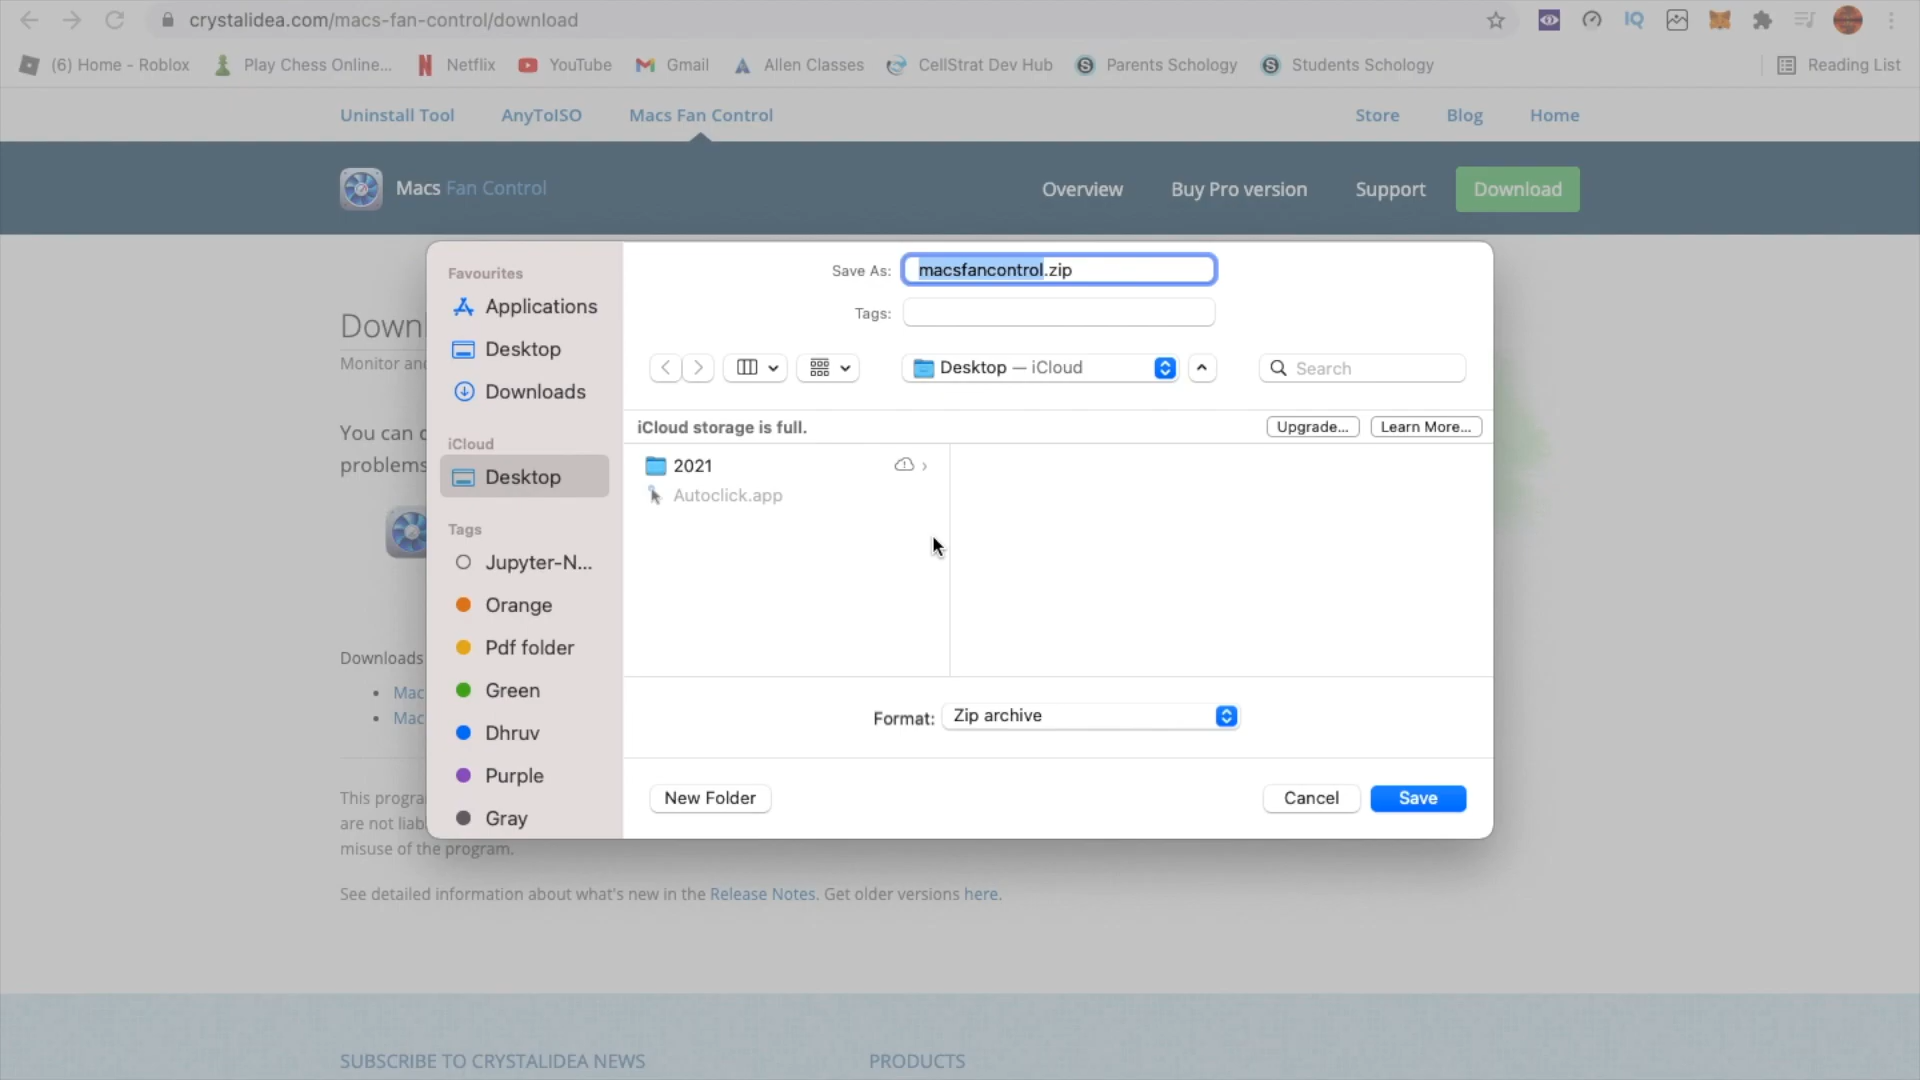 crystalidea.com/macs-fan-control/download
IQ
(6) Home - Roblox
Play Chess Online...
Netflix
YouTube
Gmail
Allen Classes
CellStrat Dev Hub
Parents Schology
Students Schology
Reading List
Uninstall Tool
AnyToISO
Macs Fan Control
Store
Blog
Home
Macs Fan Control
Overview
Buy Pro version
Support
Download
Favourites
Applications
Desktop
Downloads
iCloud
Desktop
Tags
Jupyter-N...
Orange
Pdf folder
Green
Dhruv
Purple
Gray
Save As: macsfancontrol.zip
Tags:
Desktop — iCloud
Search
iCloud storage is full.
Upgrade...
Learn More...
2021
Autoclick.app
Format: Zip archive
New Folder
Cancel
Save
Monitor
You can
problems
Downloads
Mac
Mac
This
are not
misuse of the program.
See detailed information about what's new in the Release Notes. Get older versions here.
SUBSCRIBE TO CRYSTALIDEA NEWS
PRODUCTS